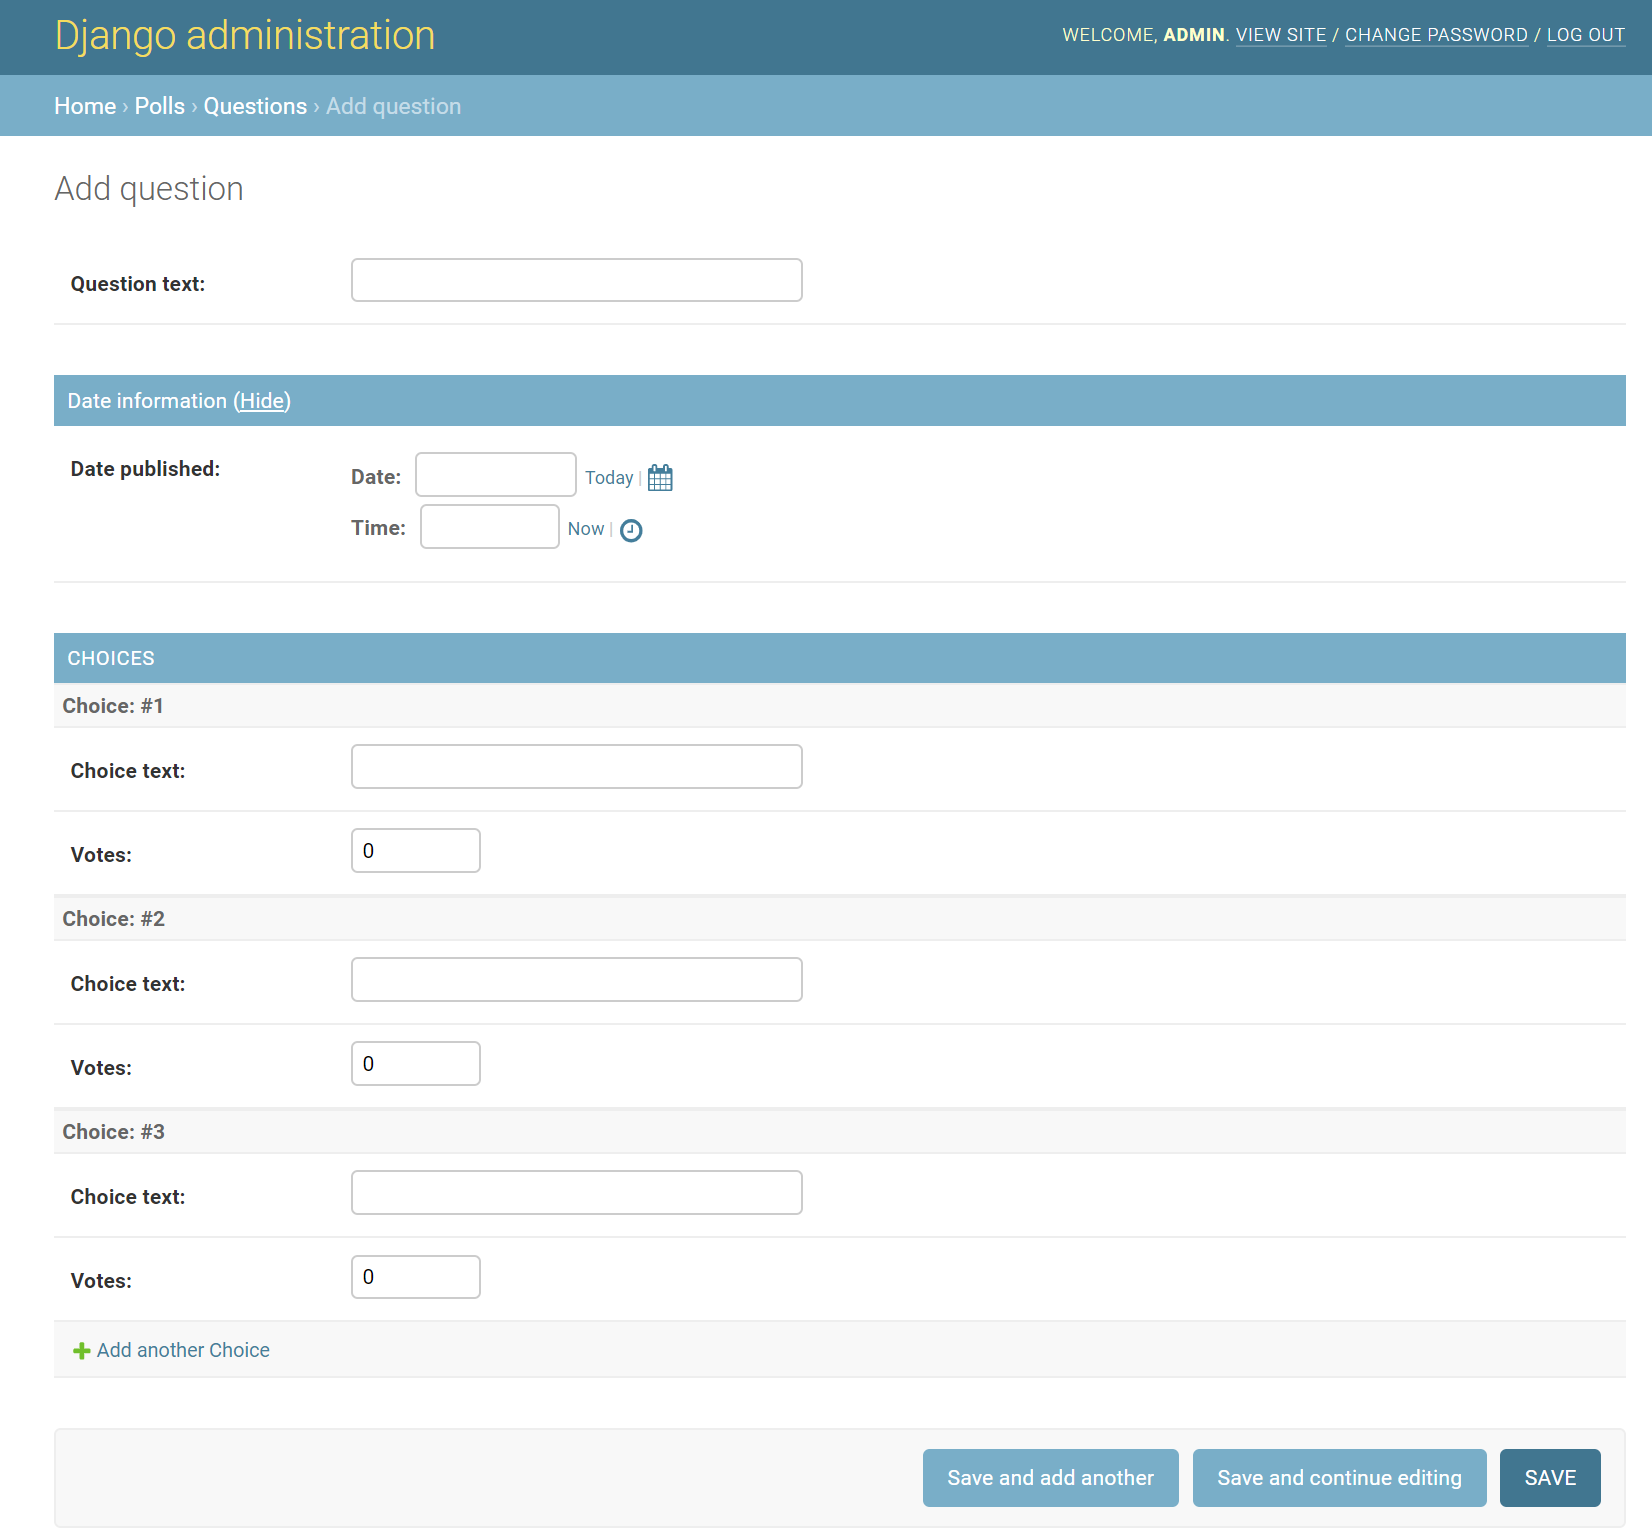 Django administration
WELCOME, ADMIN. VIEW SITE / CHANGE PASSWORD / LOG OUT
Home › Polls › Questions › Add question
Add question
Question text:
Date information (Hide)
Date published:
Date: Today |
Time: Now |
CHOICES
Choice: #1
Choice text:
Votes: 0
Choice: #2
Choice text:
Votes: 0
Choice: #3
Choice text:
Votes: 0
Add another Choice
Save and add another
Save and continue editing
SAVE